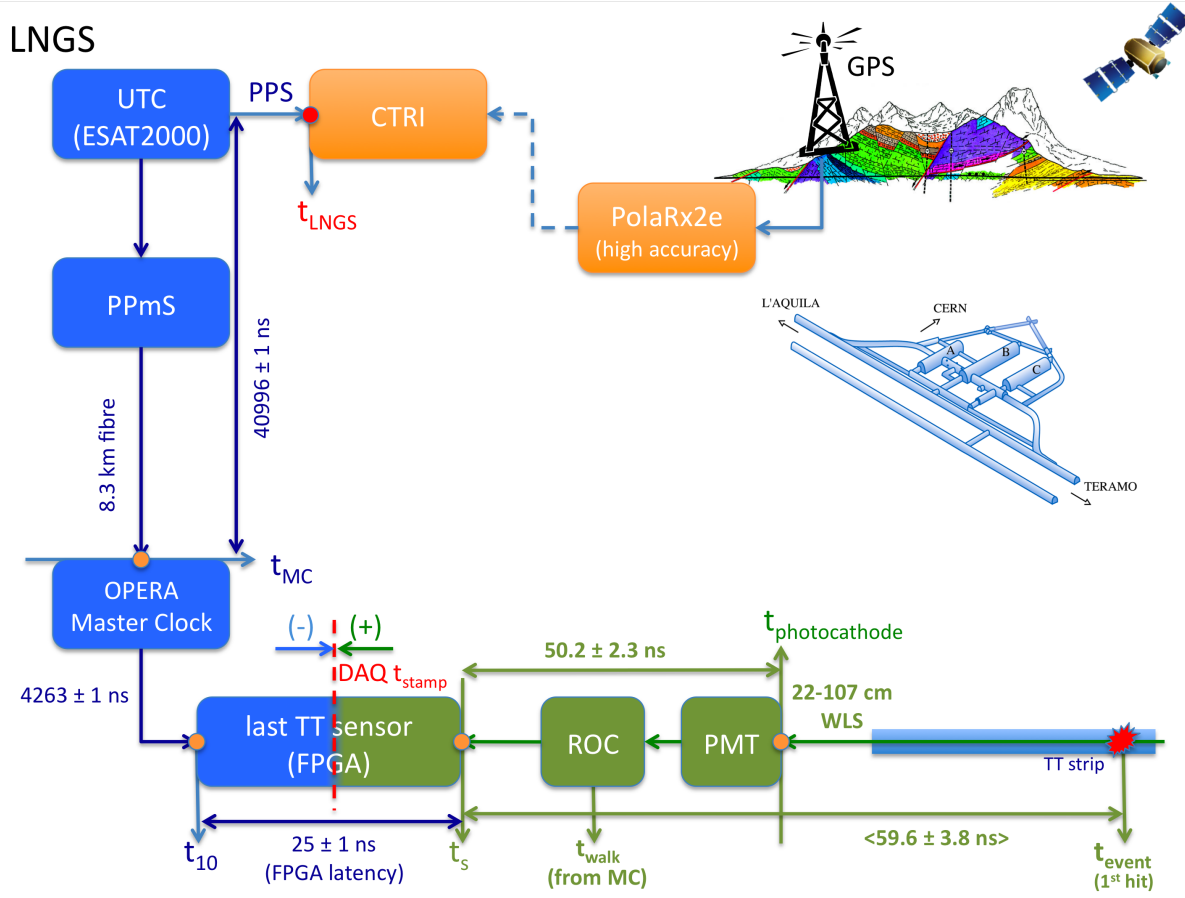 LNGS
UTC
(ESAT2000)
PPS
CTRI
GPS
tLNGS
PolaRx2e
(high accuracy)
PPmS
L'AQUILA
CERN
A
B
C
TERAMO
40996 ± 1 ns
8.3 km fibre
tMC
OPERA
Master Clock
(-)
(+)
DAQ tstamp
tphotocathode
50.2 ± 2.3 ns
4263 ± 1 ns
22-107 cm
WLS
last TT sensor
(FPGA)
ROC
PMT
TT strip
t10
25 ± 1 ns
(FPGA latency)
ts
twalk
(from MC)
<59.6 ± 3.8 ns>
tevent
(1st hit)